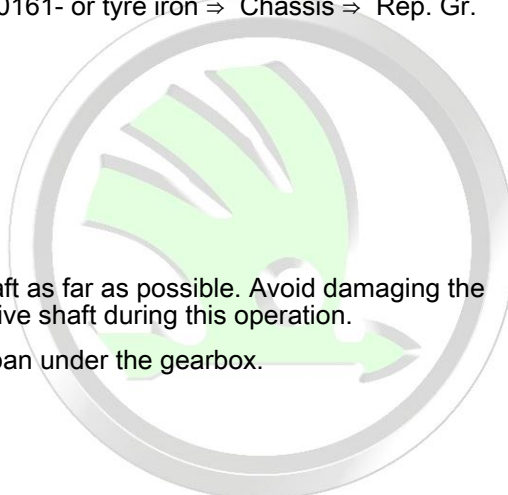 0161- or tyre iron ⇒ Chassis ⇒ Rep. Gr.
aft as far as possible. Avoid damaging the
ive shaft during this operation.
pan under the gearbox.